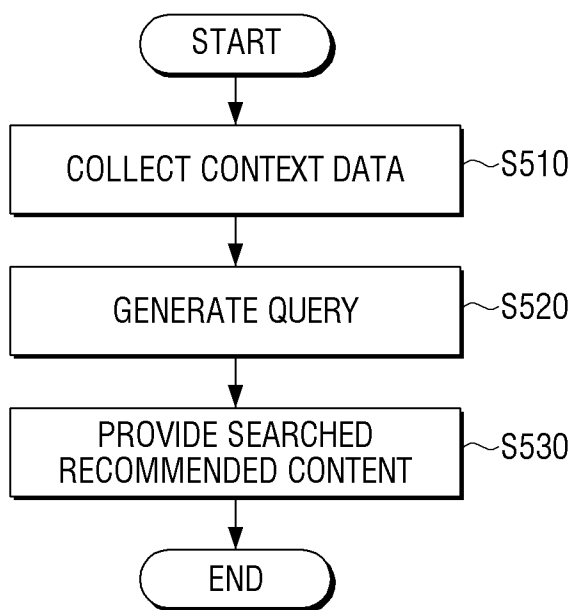 START
COLLECT CONTEXT DATA
S510
GENERATE QUERY
S520
PROVIDE SEARCHED
RECOMMENDED CONTENT
S530
END